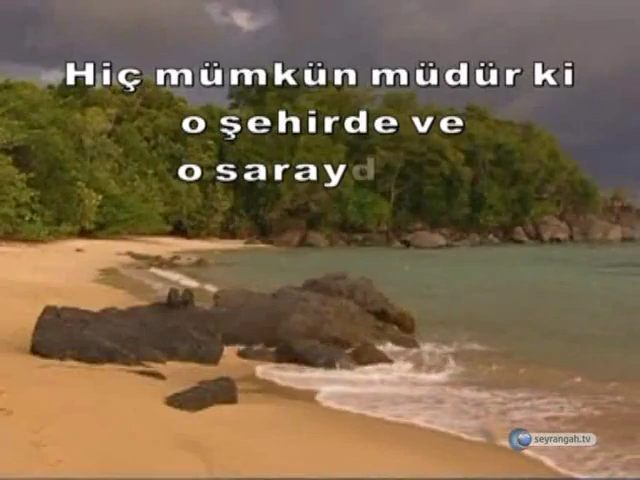 Hiç mümkün müdür ki
o şehirde ve
o sarayd
seyrangah.tv